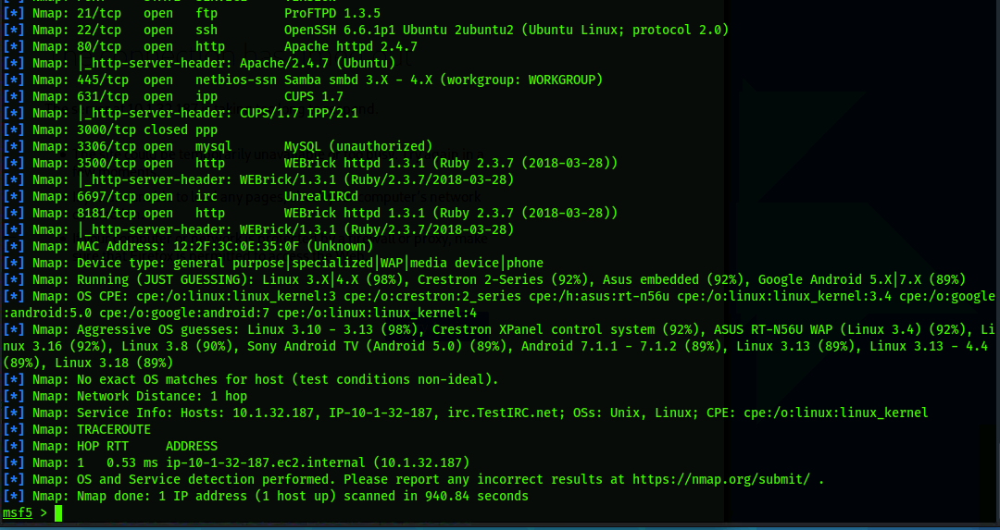 [*] Nmap: 21/tcp open ftp ProFTPD 1.3.5
[*] Nmap: 22/tcp open ssh OpenSSH 6.6.1p1 Ubuntu 2ubuntu2 (Ubuntu Linux; protocol 2.0)
[*] Nmap: 80/tcp open http Apache httpd 2.4.7
[*] Nmap: |_http-server-header: Apache/2.4.7 (Ubuntu)
[*] Nmap: 445/tcp open netbios-ssn Samba smbd 3.X - 4.X (workgroup: WORKGROUP)
[*] Nmap: 631/tcp open ipp CUPS 1.7
[*] Nmap: |_http-server-header: CUPS/1.7 IPP/2.1
[*] Nmap: 3000/tcp closed ppp
[*] Nmap: 3306/tcp open mysql MySQL (unauthorized)
[*] Nmap: 3500/tcp open http WEBrick httpd 1.3.1 (Ruby 2.3.7 (2018-03-28))
[*] Nmap: |_http-server-header: WEBrick/1.3.1 (Ruby/2.3.7/2018-03-28)
[*] Nmap: 6697/tcp open irc UnrealIRCd
[*] Nmap: 8181/tcp open http WEBrick httpd 1.3.1 (Ruby 2.3.7 (2018-03-28))
[*] Nmap: |_http-server-header: WEBrick/1.3.1 (Ruby/2.3.7/2018-03-28)
[*] Nmap: MAC Address: 12:2F:3C:0E:35:0F (Unknown)
[*] Nmap: Device type: general purpose|specialized|WAP|media device|phone
[*] Nmap: Running (JUST GUESSING): Linux 3.X|4.X (98%), Crestron 2-Series (92%), Asus embedded (92%), Google Android 5.X|7.X (89%)
[*] Nmap: OS CPE: cpe:/o:linux:linux_kernel:3 cpe:/o:crestron:2_series cpe:/h:asus:rt-n56u cpe:/o:linux:linux_kernel:3.4 cpe:/o:google
:android:5.0 cpe:/o:google:android:7 cpe:/o:linux:linux_kernel:4
[*] Nmap: Aggressive OS guesses: Linux 3.10 - 3.13 (98%), Crestron XPanel control system (92%), ASUS RT-N56U WAP (Linux 3.4) (92%), Li
nux 3.16 (92%), Linux 3.8 (90%), Sony Android TV (Android 5.0) (89%), Android 7.1.1 - 7.1.2 (89%), Linux 3.13 (89%), Linux 3.13 - 4.4
(89%), Linux 3.18 (89%)
[*] Nmap: No exact OS matches for host (test conditions non-ideal).
[*] Nmap: Network Distance: 1 hop
[*] Nmap: Service Info: Hosts: 10.1.32.187, IP-10-1-32-187, irc.TestIRC.net; OSs: Unix, Linux; CPE: cpe:/o:linux:linux_kernel
[*] Nmap: TRACEROUTE
[*] Nmap: HOP RTT ADDRESS
[*] Nmap: 1 0.53 ms ip-10-1-32-187.ec2.internal (10.1.32.187)
[*] Nmap: OS and Service detection performed. Please report any incorrect results at https://nmap.org/submit/ .
[*] Nmap: Nmap done: 1 IP address (1 host up) scanned in 940.84 seconds
msf5 >